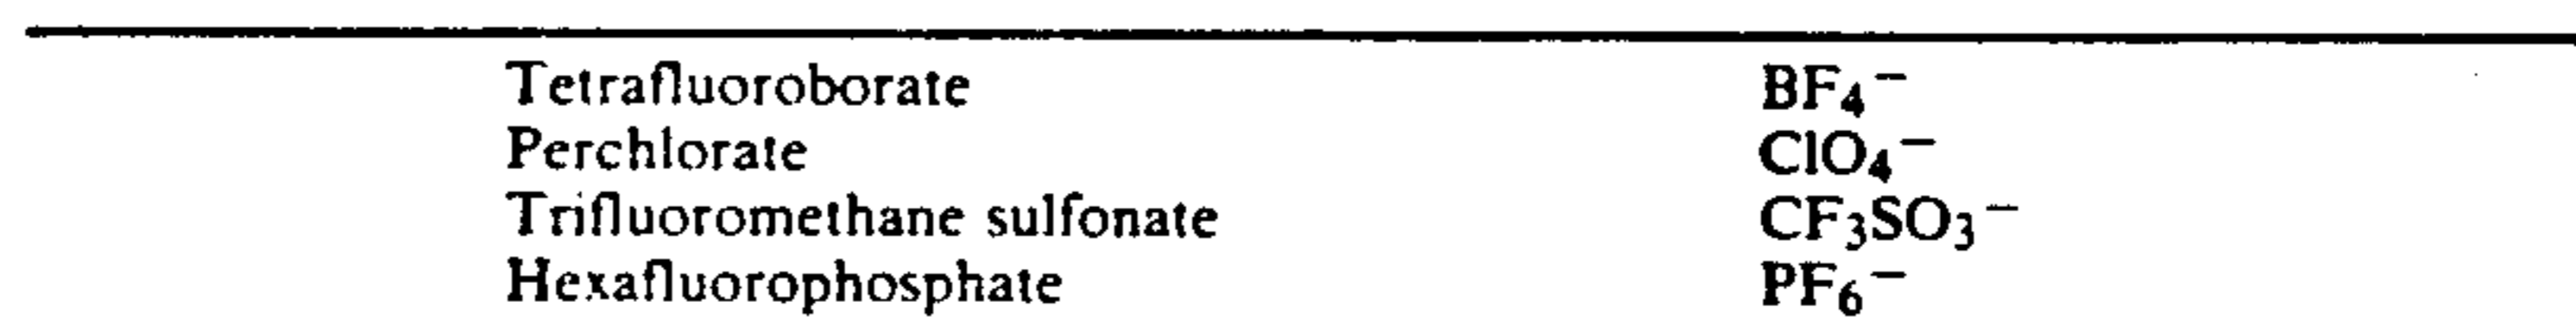 Tetrafluoroborate BF₄⁻
Perchlorate ClO₄⁻
Trifluoromethane sulfonate CF₃SO₃⁻
Hexafluorophosphate PF₆⁻